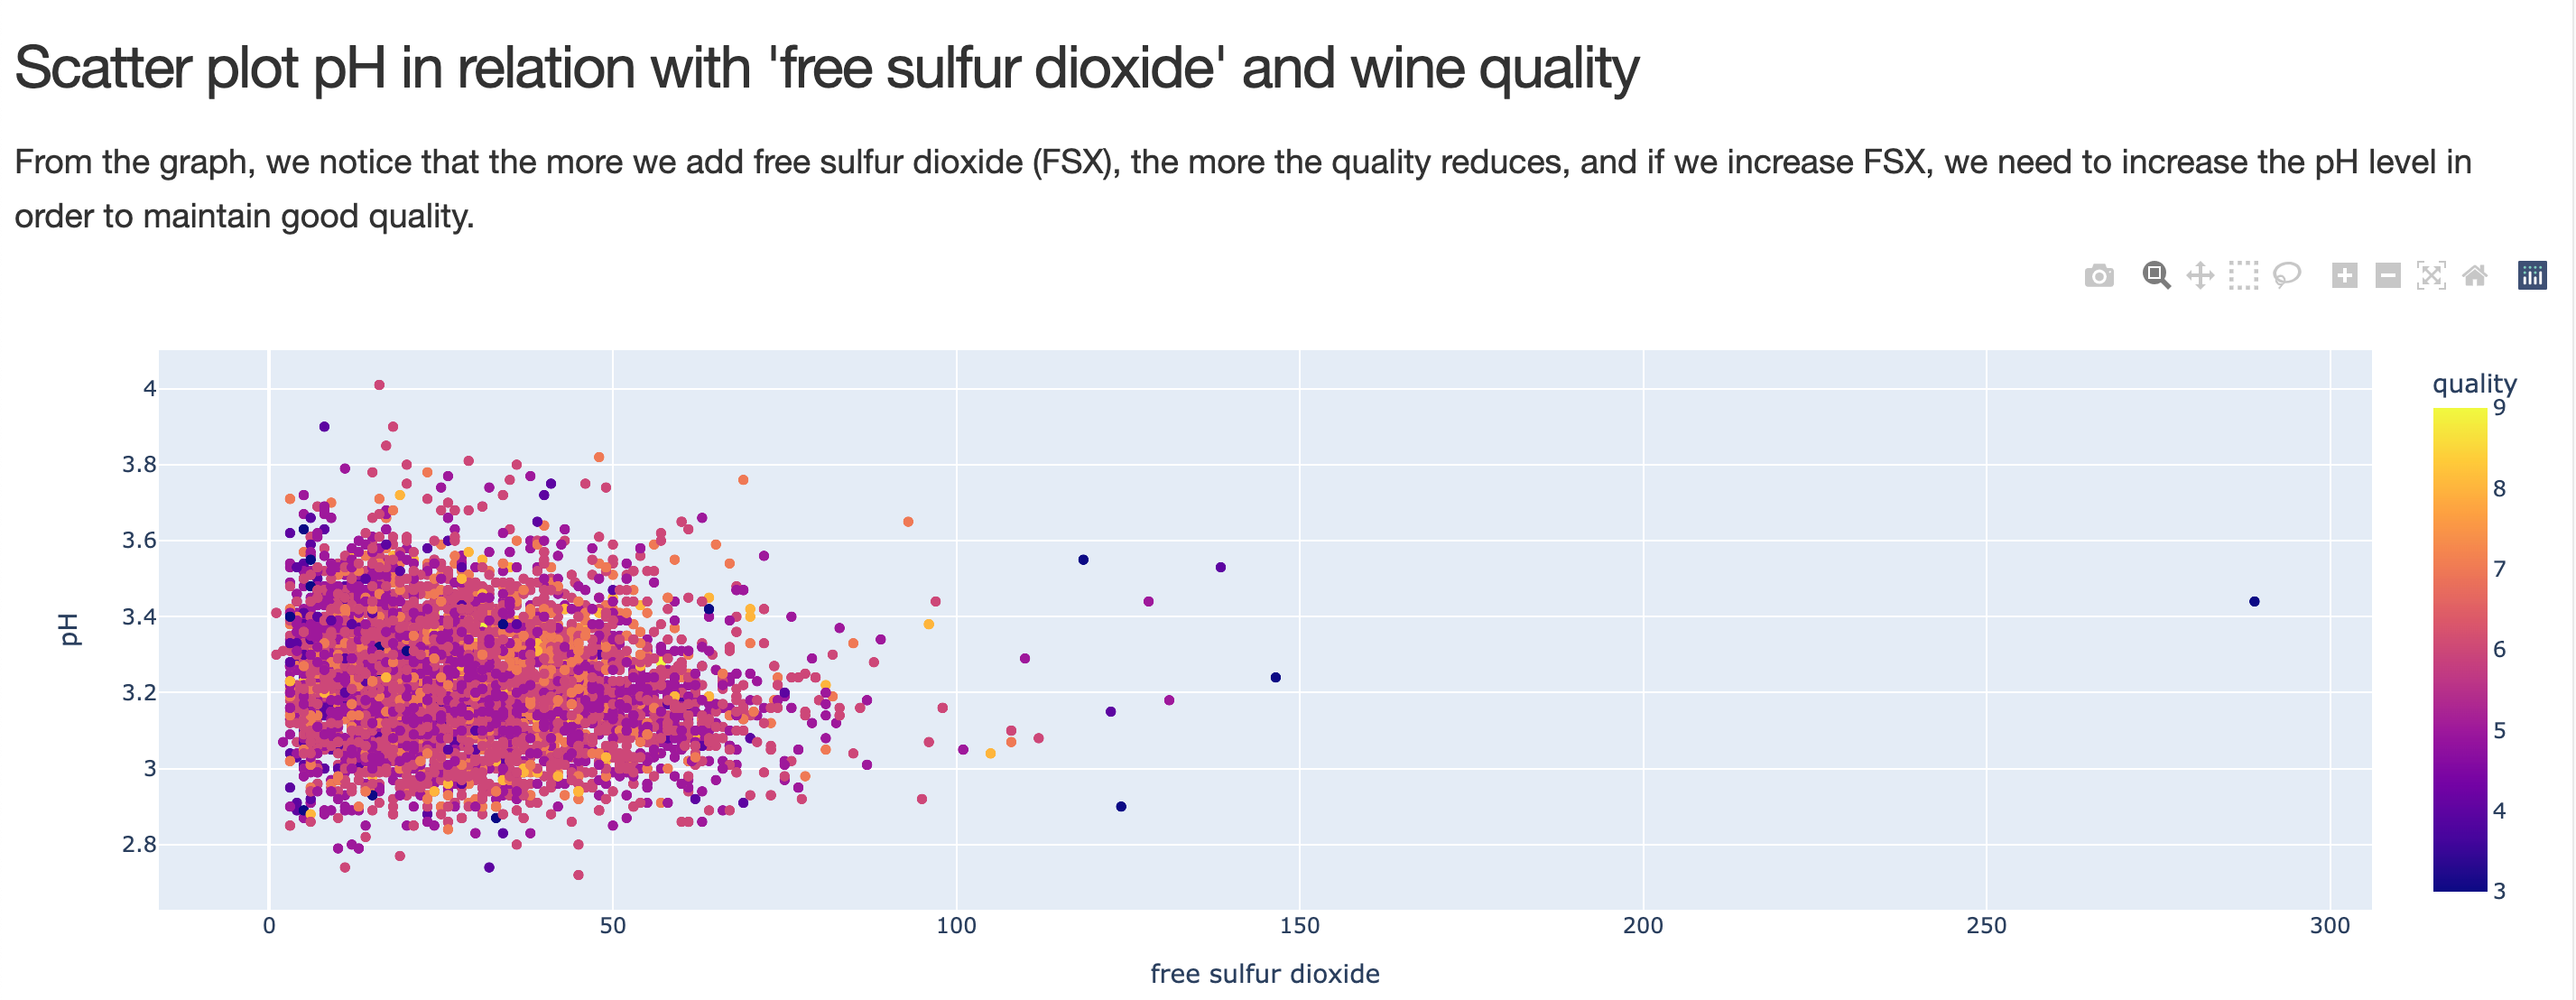 Scatter plot pH in relation with 'free sulfur dioxide' and wine quality
From the graph, we notice that the more we add free sulfur dioxide (FSX), the more the quality reduces, and if we increase FSX, we need to increase the pH level in
order to maintain good quality.
quality
9
8
7
6
5
4
3
pH
4
3.8
3.6
3.4
3.2
3
2.8
0 50 100 150 200 250 300
free sulfur dioxide